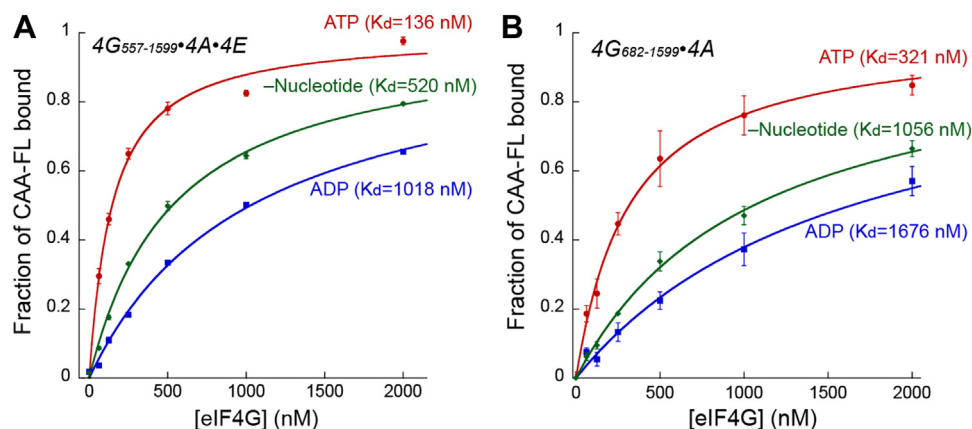 A
4G557-1599•4A•4E
ATP (Kd=136 nM)
–Nucleotide (Kd=520 nM)
ADP (Kd=1018 nM)
Fraction of CAA-FL bound
1
0.8
0.6
0.4
0.2
0
0
500
1000
1500
2000
[eIF4G] (nM)
B
4G682-1599•4A
ATP (Kd=321 nM)
–Nucleotide (Kd=1056 nM)
ADP (Kd=1676 nM)
Fraction of CAA-FL bound
1
0.8
0.6
0.4
0.2
0
0
500
1000
1500
2000
[eIF4G] (nM)